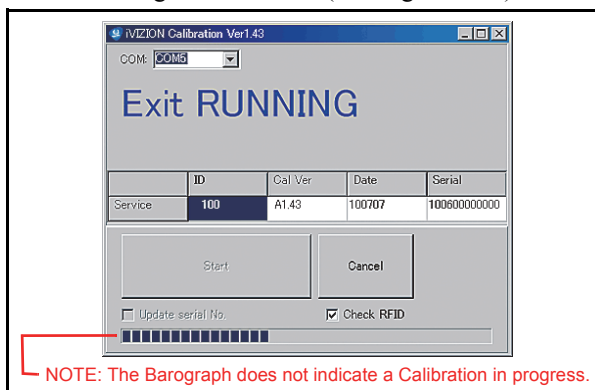 iVIZION Calibration Ver1.43
COM: COM5
Exit RUNNING
ID Cal Ver Date Serial
Service 100 A1.43 100707 100600000000
Start Cancel
Update serial No. Check RFID
NOTE: The Barograph does not indicate a Calibration in progress.